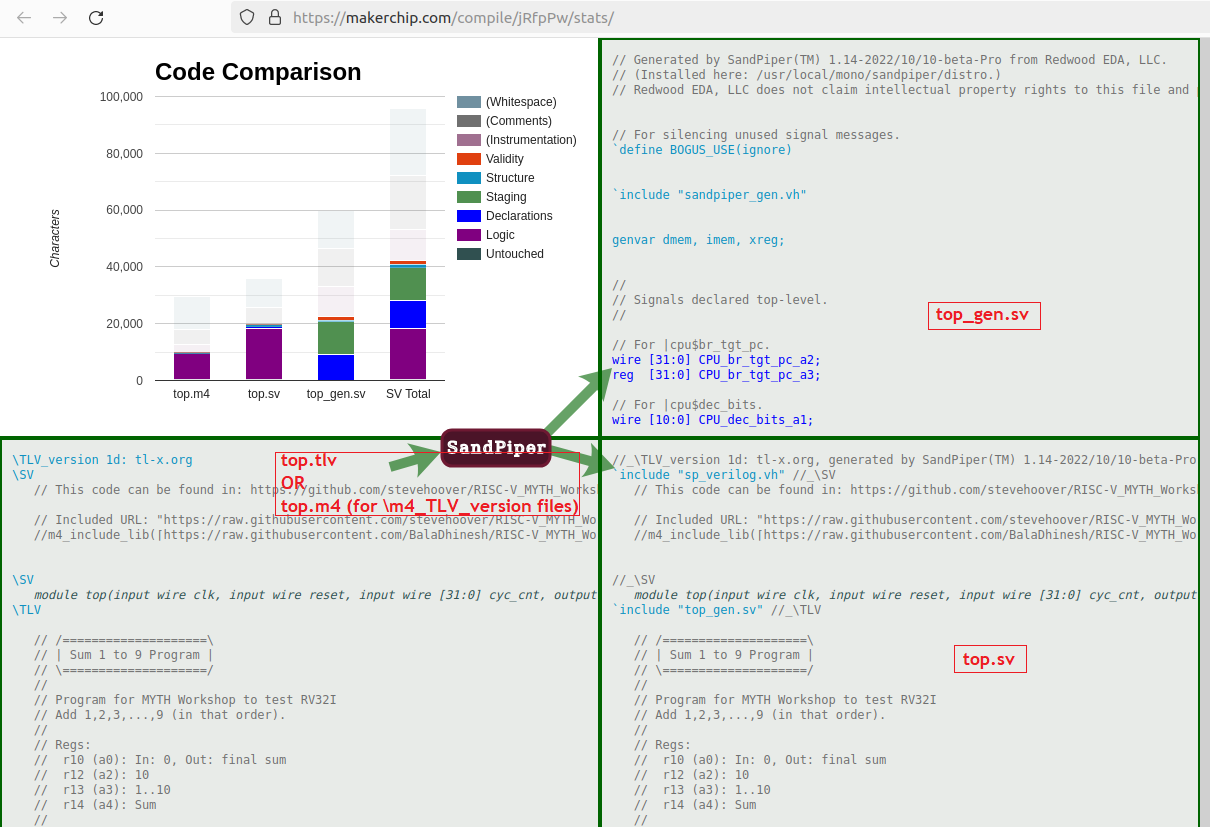 https://makerchip.com/compile/jRfpPw/stats/
Code Comparison
100,000
80,000
60,000
40,000
20,000
0
Characters
top.m4
top.sv
top_gen.sv
SV Total
(Whitespace)
(Comments)
(Instrumentation)
Validity
Structure
Staging
Declarations
Logic
Untouched
// Generated by SandPiper(TM) 1.14-2022/10/10-beta-Pro from Redwood EDA, LLC.
// (Installed here: /usr/local/mono/sandpiper/distro.)
// Redwood EDA, LLC does not claim intellectual property rights to this file and
// For silencing unused signal messages.
`define BOGUS_USE(ignore)
`include "sandpiper_gen.vh"
genvar dmem, imem, xreg;
//
// Signals declared top-level.
//
top_gen.sv
// For |cpu$br_tgt_pc.
wire [31:0] CPU_br_tgt_pc_a2;
reg  [31:0] CPU_br_tgt_pc_a3;
// For |cpu$dec_bits.
wire [10:0] CPU_dec_bits_a1;
SandPiper
top.tlv
OR
top.m4 (for \m4_TLV_version files)
\TLV_version 1d: tl-x.org
\SV
// This code can be found in: https://github.com/stevehoover/RISC-V_MYTH_Works
// Included URL: "https://raw.githubusercontent.com/stevehoover/RISC-V_MYTH_Wo
//m4_include_lib(⌈https://raw.githubusercontent.com/BalaDhinesh/RISC-V_MYTH_Wo
\SV
module top(input wire clk, input wire reset, input wire [31:0] cyc_cnt, output
\TLV
// /====================\
// | Sum 1 to 9 Program |
// \====================/
//
// Program for MYTH Workshop to test RV32I
// Add 1,2,3,...,9 (in that order).
//
// Regs:
//  r10 (a0): In: 0, Out: final sum
//  r12 (a2): 10
//  r13 (a3): 1..10
//  r14 (a4): Sum
//
//_\TLV_version 1d: tl-x.org, generated by SandPiper(TM) 1.14-2022/10/10-beta-Pro
`include "sp_verilog.vh" //_\SV
// This code can be found in: https://github.com/stevehoover/RISC-V_MYTH_Works
// Included URL: "https://raw.githubusercontent.com/stevehoover/RISC-V_MYTH_Wo
//m4_include_lib(⌈https://raw.githubusercontent.com/BalaDhinesh/RISC-V_MYTH_Wo
//_\SV
module top(input wire clk, input wire reset, input wire [31:0] cyc_cnt, output
`include "top_gen.sv" //_\TLV
// /====================\
// | Sum 1 to 9 Program |
// \====================/
top.sv
//
// Program for MYTH Workshop to test RV32I
// Add 1,2,3,...,9 (in that order).
//
// Regs:
//  r10 (a0): In: 0, Out: final sum
//  r12 (a2): 10
//  r13 (a3): 1..10
//  r14 (a4): Sum
//